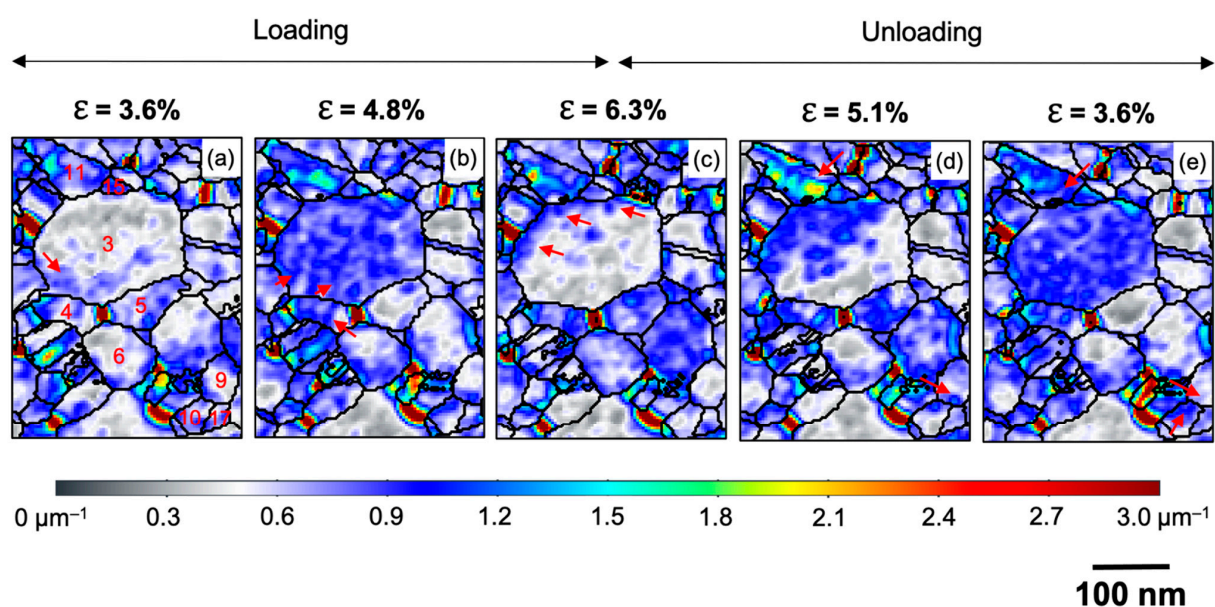 Loading Unloading
Ɛ = 3.6% Ɛ = 4.8% Ɛ = 6.3% Ɛ = 5.1% Ɛ = 3.6%
(a) (b) (c) (d) (e)
11
15
3
4 5
6
9
10 17
0 µm⁻¹ 0.3 0.6 0.9 1.2 1.5 1.8 2.1 2.4 2.7 3.0 µm⁻¹
100 nm